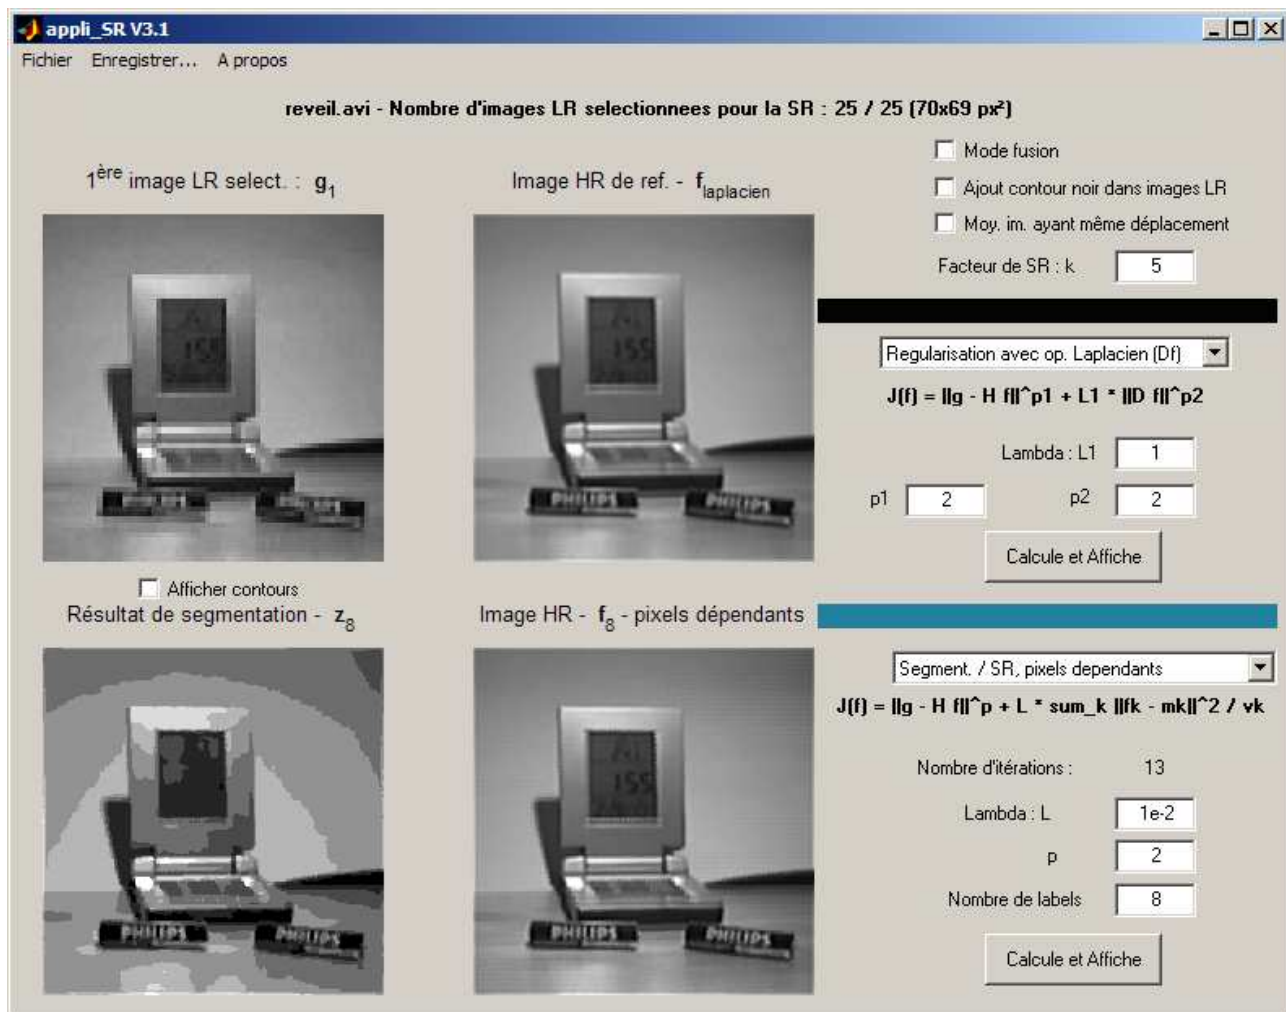 appli_SR V3.1
Fichier Enregistrer... A propos
reveil.avi - Nombre d'images LR selectionnees pour la SR : 25 / 25 (70x69 px²)
1ère image LR select. : g1
Image HR de ref. - flaplacien
Mode fusion
Ajout contour noir dans images LR
Moy. im. ayant même déplacement
Facteur de SR : k 5
155
155
Regularisation avec op. Laplacien (Df)
J(f) = ||g - H f||^p1 + L1 * ||D f||^p2
Lambda : L1 1
p1 2 p2 2
PHILIPS PHILIPS
Calcule et Affiche
Afficher contours
Résultat de segmentation - z8
Image HR - f8 - pixels dépendants
Segment. / SR, pixels dependants
J(f) = ||g - H f||^p + L * sum_k ||fk - mk||^2 / vk
155
Nombre d'itérations : 13
Lambda : L 1e-2
p 2
Nombre de labels 8
PHILIPS PHILIPS
PHILIPS PHILIPS
Calcule et Affiche